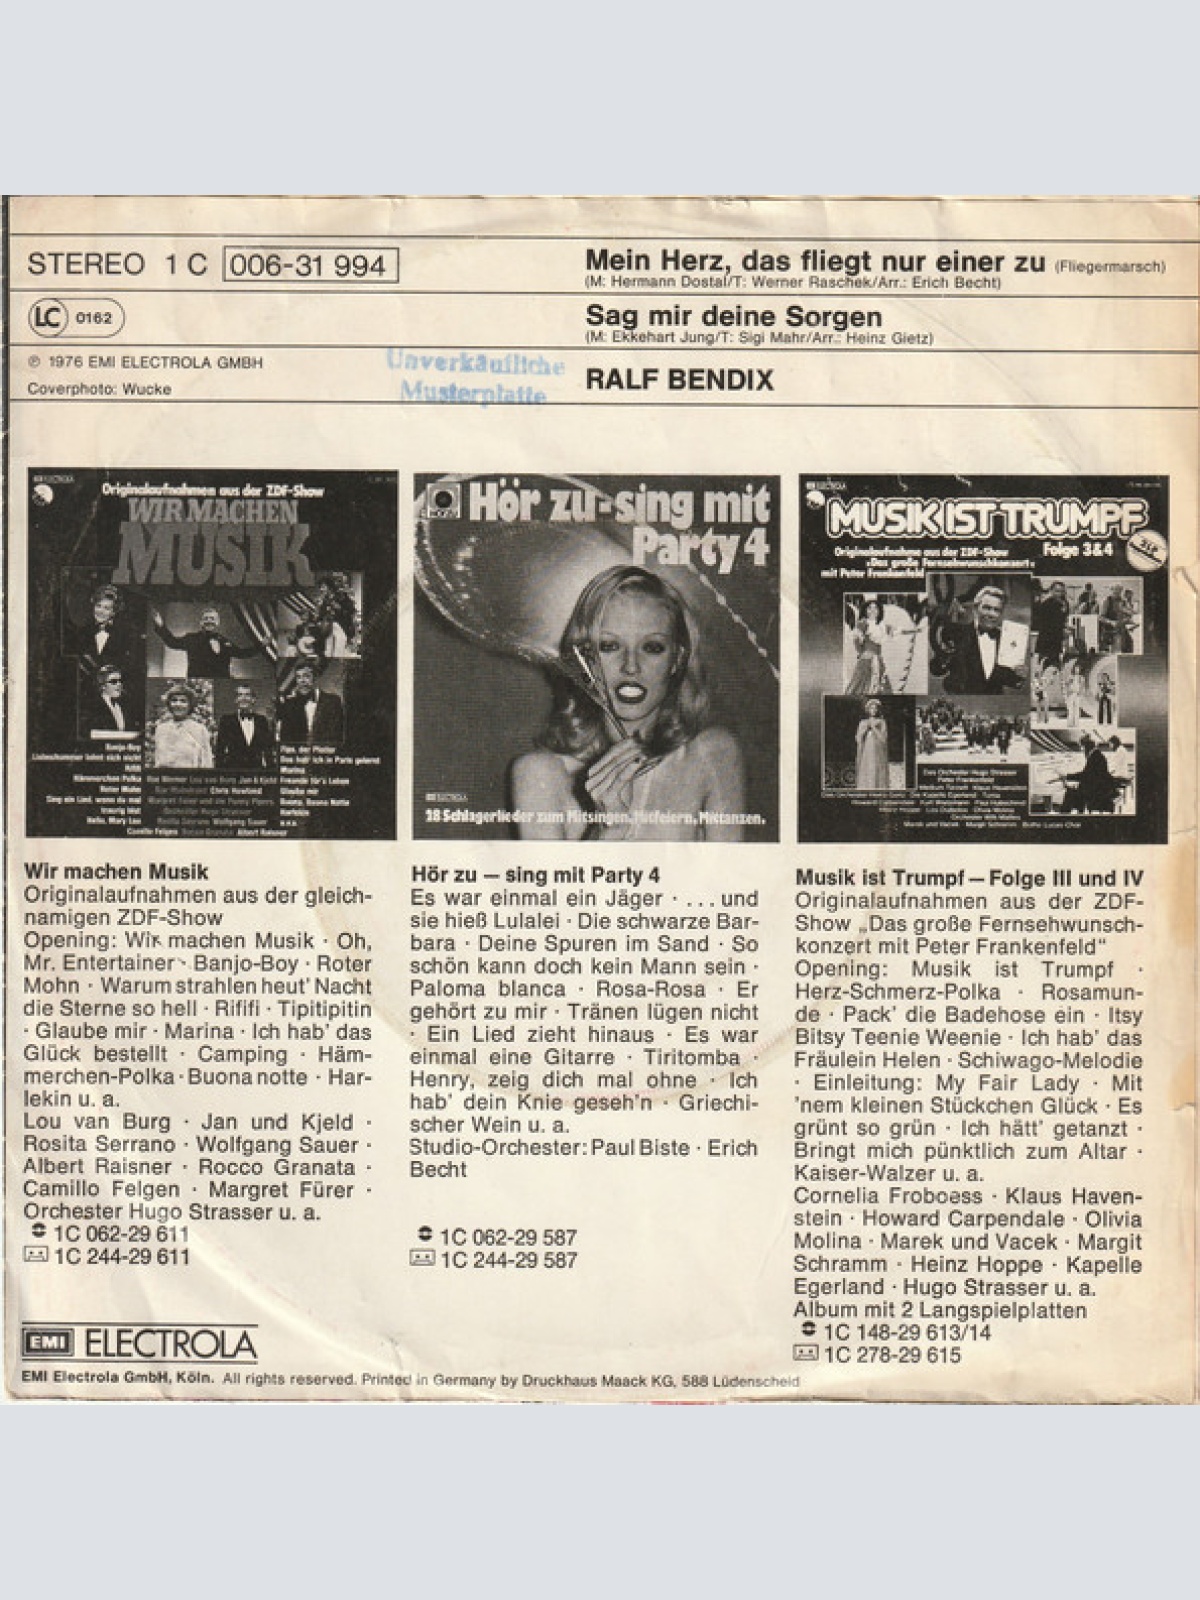 STEREO 1 C 006-31 994
Mein Herz, das fliegt nur einer zu (Fliegermarsch)
(M: Hermann Dostal/T: Werner Raschek/Arr.: Erich Becht)
LC 0162
Sag mir deine Sorgen
(M: Ekkehart Jung/T: Sigi Mahr/Arr.: Heinz Gietz)
℗ 1976 EMI ELECTROLA GMBH
Coverphoto: Wucke
Unverkäufliche
Musterplatte
RALF BENDIX
Originalaufnahmen aus der ZDF-Show
WIR MACHEN
MUSIK
Hör zu-sing mit
Party 4
28 Schlagerlieder zum Mitsingen, Mitfeiern, Mittanzen.
MUSIK IST TRUMPF
Folge 3&4
Originalaufnahme aus der ZDF-Show
„Das große Fernsehwunschkonzert“
mit Peter Frankenfeld
Wir machen Musik
Originalaufnahmen aus der gleich-
namigen ZDF-Show
Opening: Wir machen Musik · Oh,
Mr. Entertainer · Banjo-Boy · Roter
Mohn · Warum strahlen heut' Nacht
die Sterne so hell · Rififi · Tipitipitin
· Glaube mir · Marina · Ich hab' das
Glück bestellt · Camping · Häm-
merchen-Polka · Buona notte · Har-
lekin u. a.
Lou van Burg · Jan und Kjeld ·
Rosita Serrano · Wolfgang Sauer ·
Albert Raisner · Rocco Granata ·
Camillo Felgen · Margret Fürer ·
Orchester Hugo Strasser u. a.
1C 062-29 611
1C 244-29 611
Hör zu — sing mit Party 4
Es war einmal ein Jäger · . . . und
sie hieß Lulalei · Die schwarze Bar-
bara · Deine Spuren im Sand · So
schön kann doch kein Mann sein ·
Paloma blanca · Rosa-Rosa · Er
gehört zu mir · Tränen lügen nicht
· Ein Lied zieht hinaus · Es war
einmal eine Gitarre · Tiritomba ·
Henry, zeig dich mal ohne · Ich
hab' dein Knie geseh'n · Griechi-
scher Wein u. a.
Studio-Orchester: Paul Biste · Erich
Becht
1C 062-29 587
1C 244-29 587
Musik ist Trumpf — Folge III und IV
Originalaufnahmen aus der ZDF-
Show „Das große Fernsehwunsch-
konzert mit Peter Frankenfeld“
Opening: Musik ist Trumpf ·
Herz-Schmerz-Polka · Rosamun-
de · Pack' die Badehose ein · Itsy
Bitsy Teenie Weenie · Ich hab' das
Fräulein Helen · Schiwago-Melodie
· Einleitung: My Fair Lady · Mit
'nem kleinen Stückchen Glück · Es
grünt so grün · Ich hätt' getanzt ·
Bringt mich pünktlich zum Altar ·
Kaiser-Walzer u. a.
Cornelia Froboess · Klaus Haven-
stein · Howard Carpendale · Olivia
Molina · Marek und Vacek · Margit
Schramm · Heinz Hoppe · Kapelle
Egerland · Hugo Strasser u. a.
Album mit 2 Langspielplatten
1C 148-29 613/14
1C 278-29 615
EMI ELECTROLA
EMI Electrola GmbH, Köln. All rights reserved. Printed in Germany by Druckhaus Maack KG, 588 Lüdenscheid